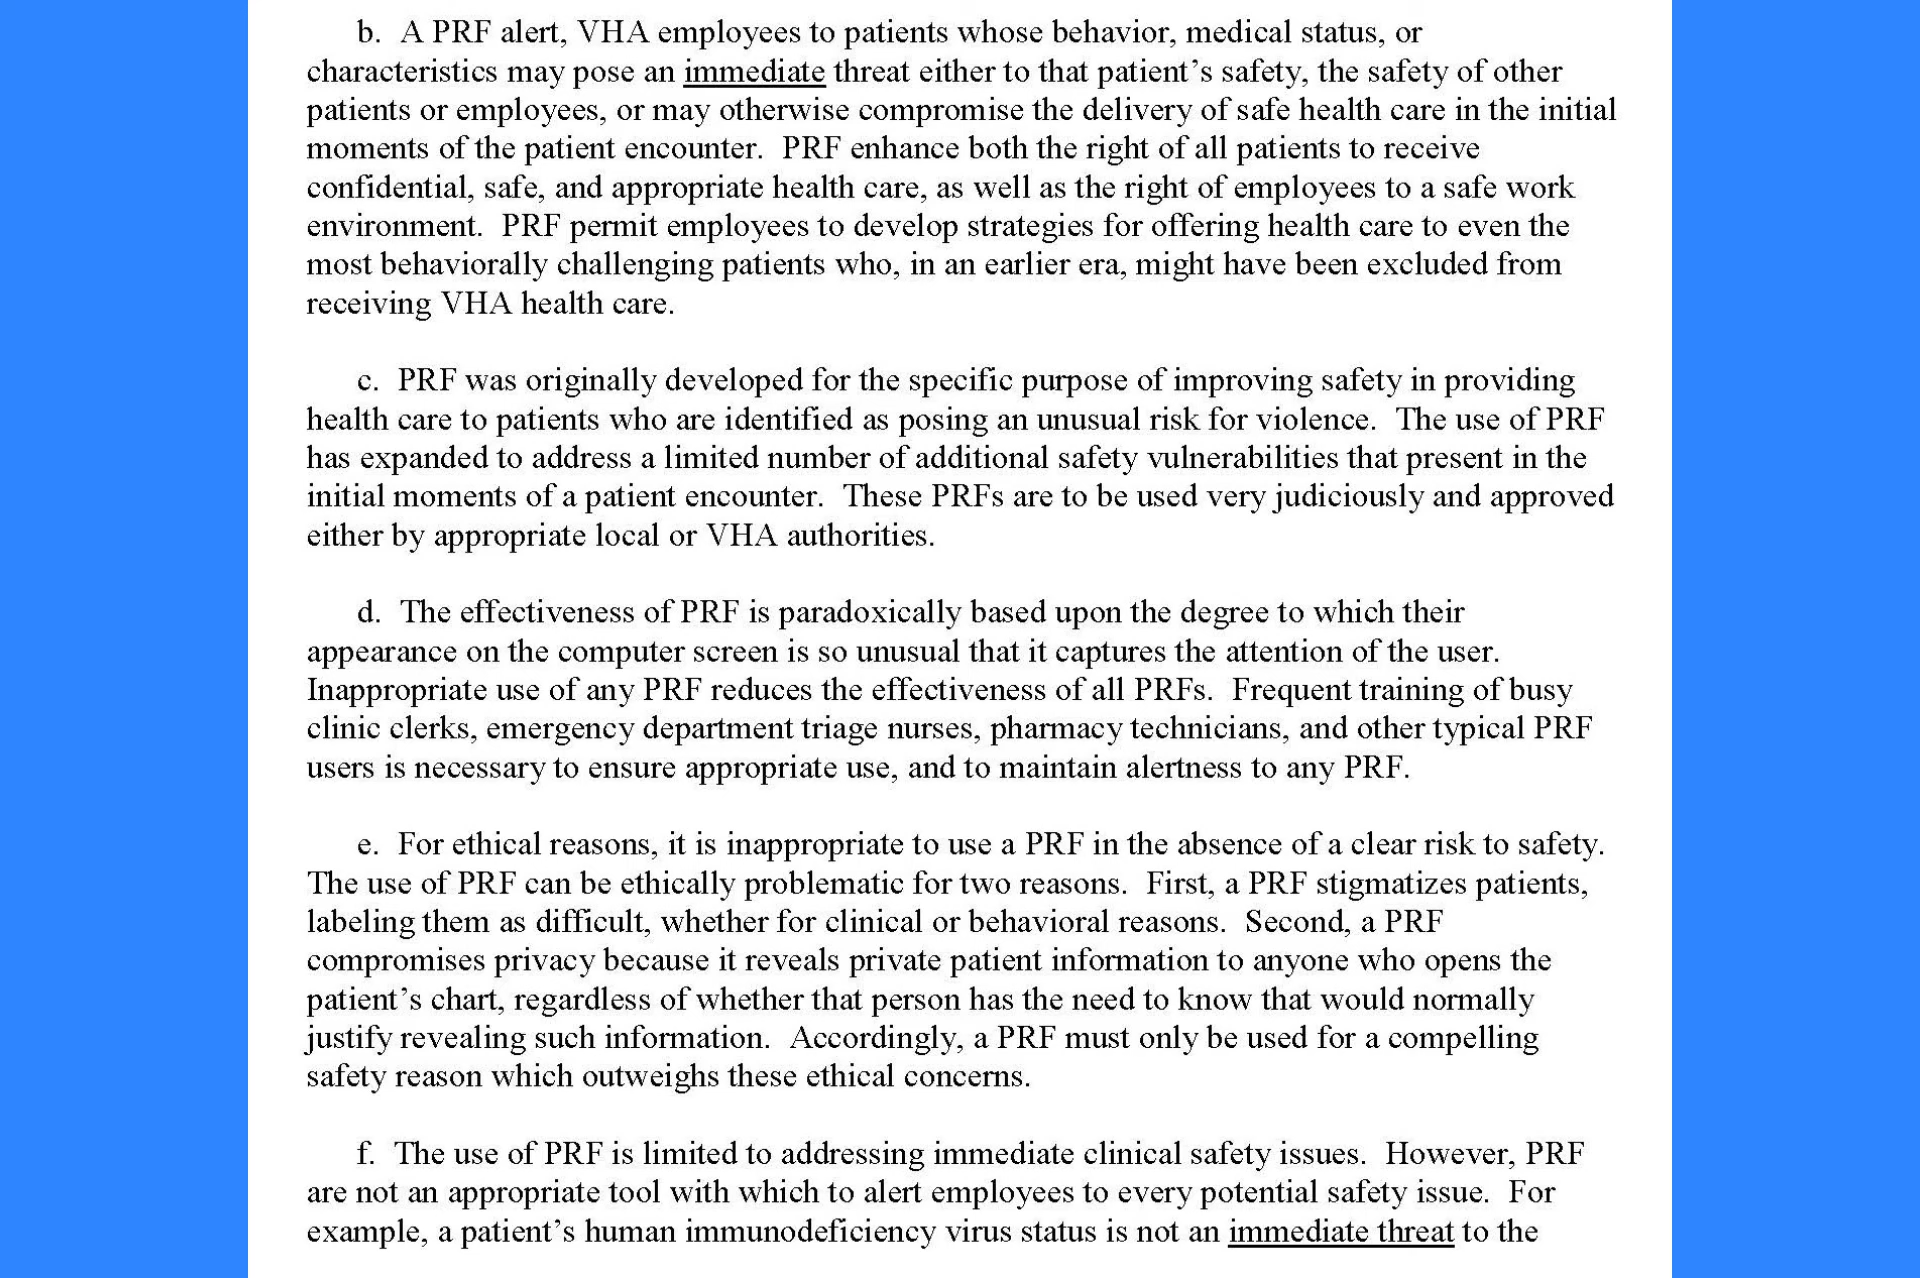 b. A PRF alert, VHA employees to patients whose behavior, medical status, or
characteristics may pose an immediate threat either to that patient’s safety, the safety of other
patients or employees, or may otherwise compromise the delivery of safe health care in the initial
moments of the patient encounter. PRF enhance both the right of all patients to receive
confidential, safe, and appropriate health care, as well as the right of employees to a safe work
environment. PRF permit employees to develop strategies for offering health care to even the
most behaviorally challenging patients who, in an earlier era, might have been excluded from
receiving VHA health care.
c. PRF was originally developed for the specific purpose of improving safety in providing
health care to patients who are identified as posing an unusual risk for violence. The use of PRF
has expanded to address a limited number of additional safety vulnerabilities that present in the
initial moments of a patient encounter. These PRFs are to be used very judiciously and approved
either by appropriate local or VHA authorities.
d. The effectiveness of PRF is paradoxically based upon the degree to which their
appearance on the computer screen is so unusual that it captures the attention of the user.
Inappropriate use of any PRF reduces the effectiveness of all PRFs. Frequent training of busy
clinic clerks, emergency department triage nurses, pharmacy technicians, and other typical PRF
users is necessary to ensure appropriate use, and to maintain alertness to any PRF.
e. For ethical reasons, it is inappropriate to use a PRF in the absence of a clear risk to safety.
The use of PRF can be ethically problematic for two reasons. First, a PRF stigmatizes patients,
labeling them as difficult, whether for clinical or behavioral reasons. Second, a PRF
compromises privacy because it reveals private patient information to anyone who opens the
patient’s chart, regardless of whether that person has the need to know that would normally
justify revealing such information. Accordingly, a PRF must only be used for a compelling
safety reason which outweighs these ethical concerns.
f. The use of PRF is limited to addressing immediate clinical safety issues. However, PRF
are not an appropriate tool with which to alert employees to every potential safety issue. For
example, a patient’s human immunodeficiency virus status is not an immediate threat to the